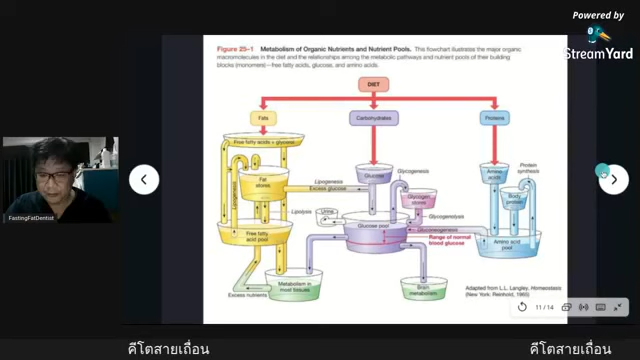 Powered by
StreamYard
Figure 25-1 Metabolism of Organic Nutrients and Nutrient Pools. This flowchart illustrates the major organic
macromolecules in the diet and the relationships among the metabolic pathways and nutrient pools of their building
blocks (monomers)—free fatty acids, glucose, and amino acids.
DIET
Fats
Carbohydrates
Proteins
Free fatty acids + glycerol
Fat
stores
Lipogenesis
Lipogenesis
Excess glucose
Glucose
Glycogenesis
Glycogen
stores
Amino
acids
Protein
synthesis
Body
protein
Lipolysis
Urine
Glycogenolysis
Free fatty
acid pool
Glucose pool
Gluconeogenesis
Range of normal
blood glucose
Amino acid
pool
Metabolism in
most tissues
Excess nutrients
Brain
metabolism
Adapted from L.L. Langley, Homeostasis
(New York: Reinhold, 1965)
11 / 14
FastingFatDentist
คีโตสายเถื่อน
คีโตสายเถื่อน